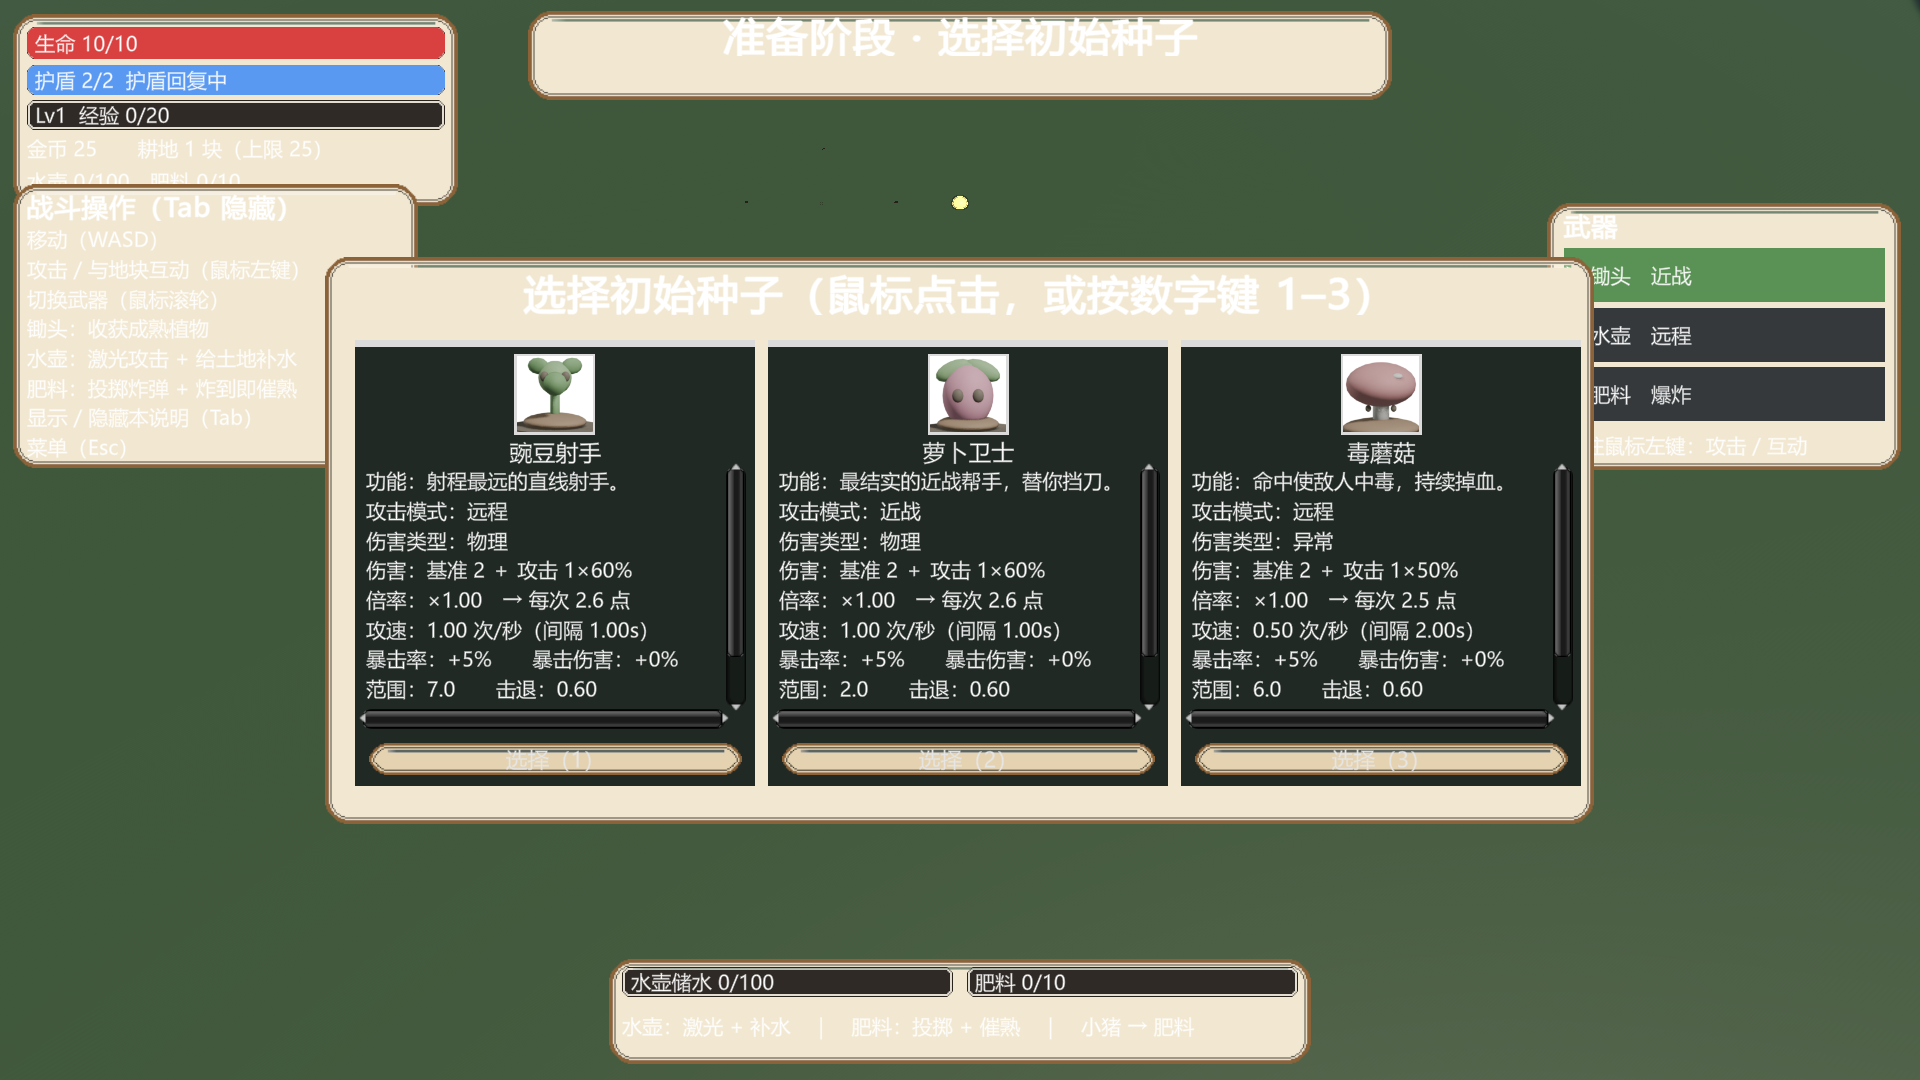 生命 10/10
护盾 2/2 护盾回复中
Lv1 经验 0/20
金币 25 耕地 1 块（上限 25）
水壶 0/100 肥料 0/10
准备阶段 · 选择初始种子
战斗操作（Tab 隐藏）
移动（WASD）
攻击 / 与地块互动（鼠标左键）
切换武器（鼠标滚轮）
锄头：收获成熟植物
水壶：激光攻击 + 给土地补水
肥料：投掷炸弹 + 炸到即催熟
显示 / 隐藏本说明（Tab）
菜单（Esc）
武器
锄头 近战
水壶 远程
肥料 爆炸
住鼠标左键：攻击 / 互动
选择初始种子（鼠标点击，或按数字键 1–3）
豌豆射手
功能：射程最远的直线射手。
攻击模式：远程
伤害类型：物理
伤害：基准 2 + 攻击 1×60%
倍率：×1.00 → 每次 2.6 点
攻速：1.00 次/秒（间隔 1.00s）
暴击率：+5% 暴击伤害：+0%
范围：7.0 击退：0.60
选择（1）
萝卜卫士
功能：最结实的近战帮手，替你挡刀。
攻击模式：近战
伤害类型：物理
伤害：基准 2 + 攻击 1×60%
倍率：×1.00 → 每次 2.6 点
攻速：1.00 次/秒（间隔 1.00s）
暴击率：+5% 暴击伤害：+0%
范围：2.0 击退：0.60
选择（2）
毒蘑菇
功能：命中使敌人中毒，持续掉血。
攻击模式：远程
伤害类型：异常
伤害：基准 2 + 攻击 1×50%
倍率：×1.00 → 每次 2.5 点
攻速：0.50 次/秒（间隔 2.00s）
暴击率：+5% 暴击伤害：+0%
范围：6.0 击退：0.60
选择（3）
水壶储水 0/100
肥料 0/10
水壶：激光 + 补水 | 肥料：投掷 + 催熟 | 小猪 → 肥料